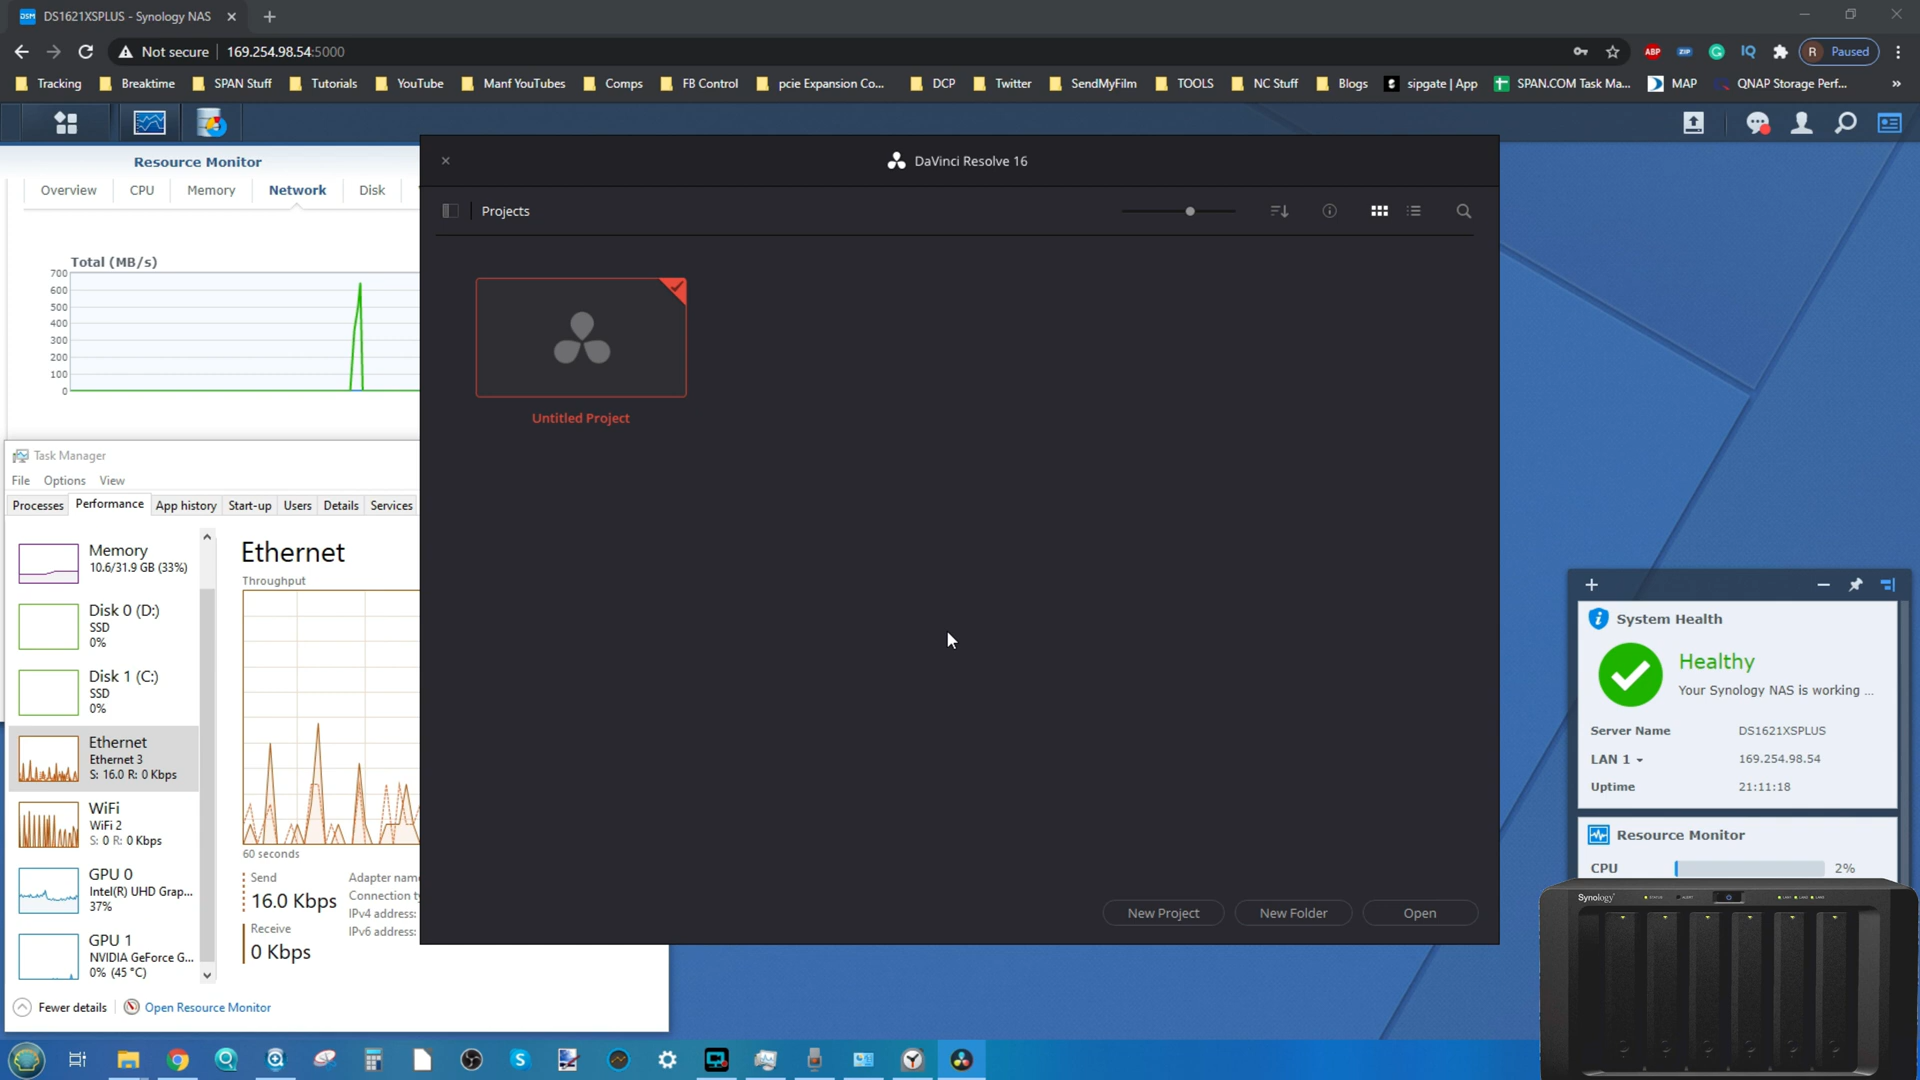 DSM DS1621XSPLUS - Synology NAS
Not secure 169.254.98.54:5000
ABP ZIP IQ R Paused
Tracking Breaktime SPAN Stuff Tutorials YouTube Manf YouTubes Comps FB Control pcie Expansion Co... DCP Twitter SendMyFilm TOOLS NC Stuff Blogs sipgate | App SPAN.COM Task Ma... MAP QNAP Storage Perf... »
Resource Monitor
Overview CPU Memory Network Disk
Total (MB/s)
700
600
500
400
300
200
100
0
DaVinci Resolve 16
Projects
Untitled Project
New Project New Folder Open
Task Manager
File Options View
Processes Performance App history Start-up Users Details Services
Memory
10.6/31.9 GB (33%)
Disk 0 (D:)
SSD
0%
Disk 1 (C:)
SSD
0%
Ethernet
Ethernet 3
S: 16.0 R: 0 Kbps
WiFi
WiFi 2
S: 0 R: 0 Kbps
GPU 0
Intel(R) UHD Grap...
37%
GPU 1
NVIDIA GeForce G...
0% (45 °C)
Ethernet
Throughput
60 seconds
Send
16.0 Kbps
Receive
0 Kbps
Adapter name
Connection ty
IPv4 address:
IPv6 address:
Fewer details Open Resource Monitor
System Health
Healthy
Your Synology NAS is working ...
Server Name DS1621XSPLUS
LAN 1 169.254.98.54
Uptime 21:11:18
Resource Monitor
CPU 2%
Synology